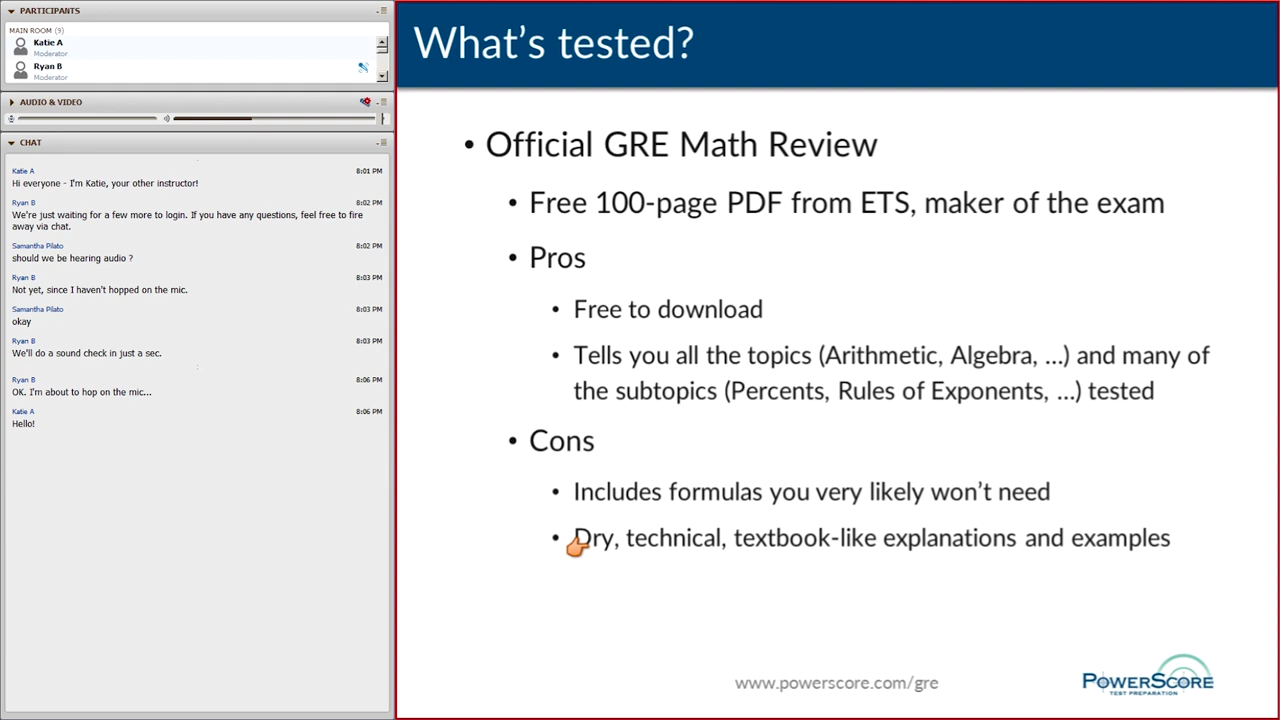 PARTICIPANTS
MAIN ROOM (9)
Katie A
Moderator
Ryan B
Moderator
AUDIO & VIDEO
CHAT
Katie A 8:01 PM
Hi everyone - I'm Katie, your other instructor!
Ryan B 8:02 PM
We're just waiting for a few more to login. If you have any questions, feel free to fire
away via chat.
Samantha Pilato 8:02 PM
should we be hearing audio ?
Ryan B 8:03 PM
Not yet, since I haven't hopped on the mic.
Samantha Pilato 8:03 PM
okay
Ryan B 8:03 PM
We'll do a sound check in just a sec.
Ryan B 8:06 PM
OK. I'm about to hop on the mic...
Katie A 8:06 PM
Hello!
What's tested?
• Official GRE Math Review
• Free 100-page PDF from ETS, maker of the exam
• Pros
• Free to download
• Tells you all the topics (Arithmetic, Algebra, …) and many of
the subtopics (Percents, Rules of Exponents, …) tested
• Cons
• Includes formulas you very likely won't need
• Dry, technical, textbook-like explanations and examples
www.powerscore.com/gre
POWERSCORE
TEST PREPARATION